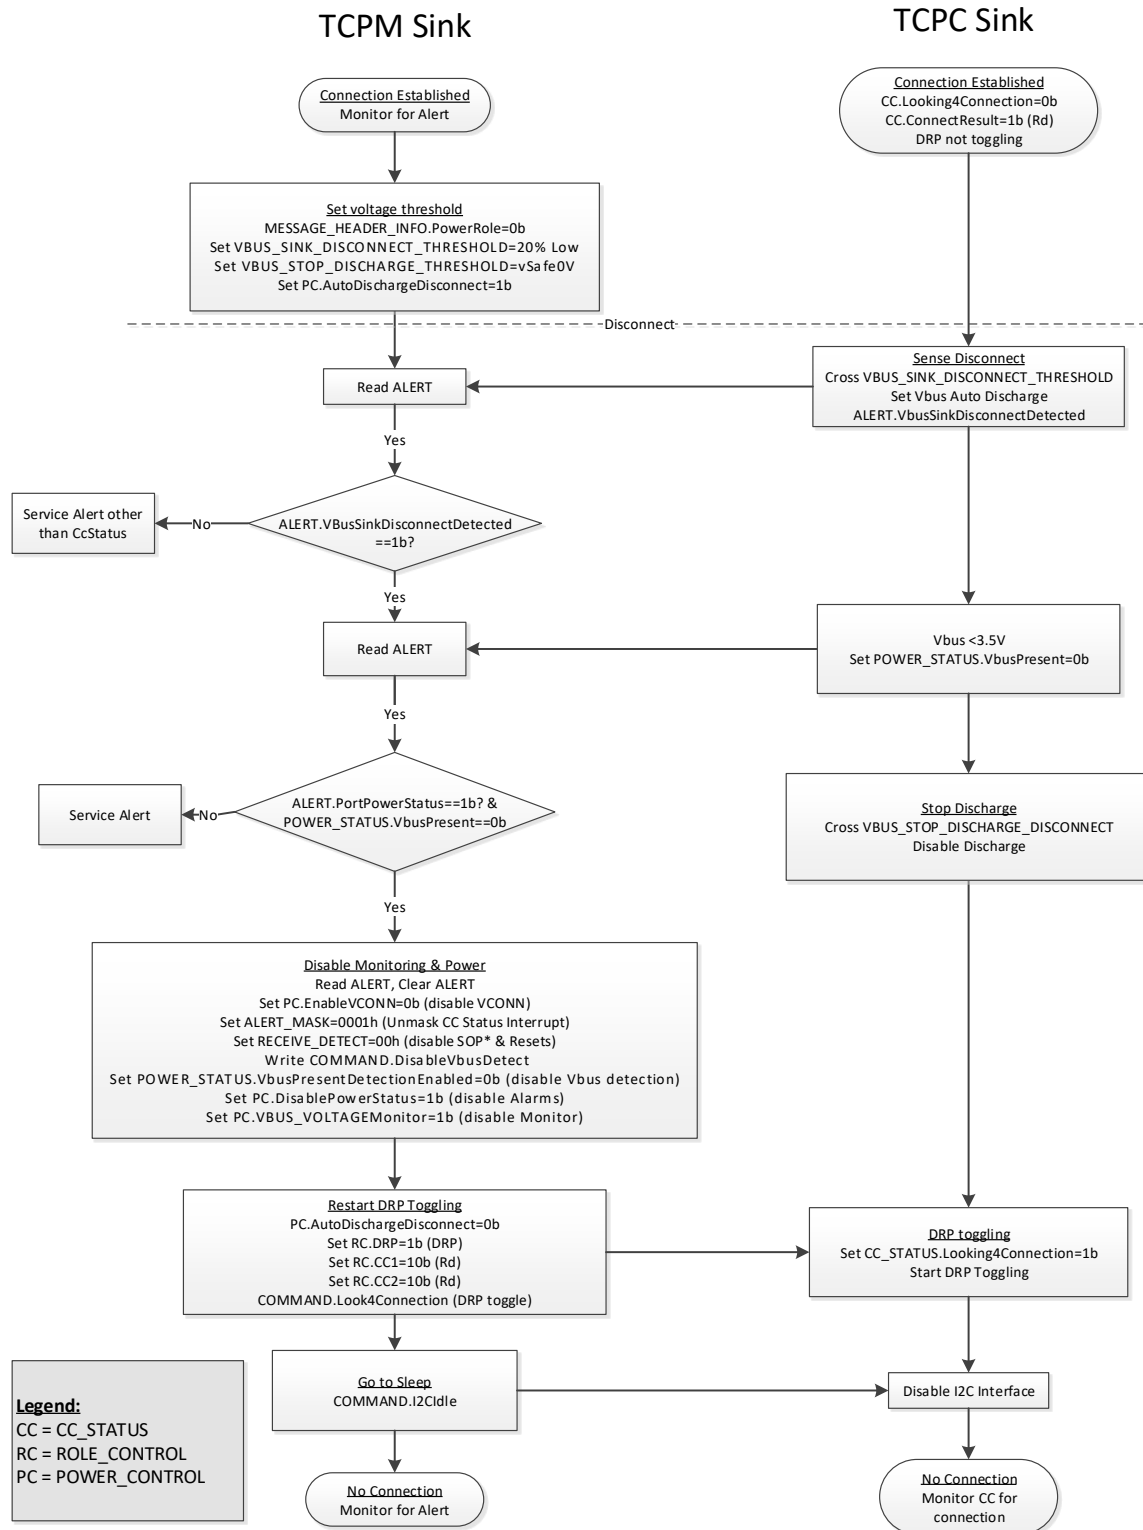 TCPM Sink
TCPC Sink
Connection Established
Monitor for Alert
Connection Established
CC.Looking4Connection=0b
CC.ConnectResult=1b (Rd)
DRP not toggling
Set voltage threshold
MESSAGE_HEADER_INFO.PowerRole=0b
Set VBUS_SINK_DISCONNECT_THRESHOLD=20% Low
Set VBUS_STOP_DISCHARGE_THRESHOLD=vSafe0V
Set PC.AutoDischargeDisconnect=1b
Disconnect
Read ALERT
Sense Disconnect
Cross VBUS_SINK_DISCONNECT_THRESHOLD
Set Vbus Auto Discharge
ALERT.VbusSinkDisconnectDetected
Yes
ALERT.VBusSinkDisconnectDetected
==1b?
No
Service Alert other
than CcStatus
Yes
Read ALERT
Vbus <3.5V
Set POWER_STATUS.VbusPresent=0b
Yes
ALERT.PortPowerStatus==1b? &
POWER_STATUS.VbusPresent==0b
No
Service Alert
Stop Discharge
Cross VBUS_STOP_DISCHARGE_DISCONNECT
Disable Discharge
Yes
Disable Monitoring & Power
Read ALERT, Clear ALERT
Set PC.EnableVCONN=0b (disable VCONN)
Set ALERT_MASK=0001h (Unmask CC Status Interrupt)
Set RECEIVE_DETECT=00h (disable SOP* & Resets)
Write COMMAND.DisableVbusDetect
Set POWER_STATUS.VbusPresentDetectionEnabled=0b (disable Vbus detection)
Set PC.DisablePowerStatus=1b (disable Alarms)
Set PC.VBUS_VOLTAGEMonitor=1b (disable Monitor)
Restart DRP Toggling
PC.AutoDischargeDisconnect=0b
Set RC.DRP=1b (DRP)
Set RC.CC1=10b (Rd)
Set RC.CC2=10b (Rd)
COMMAND.Look4Connection (DRP toggle)
DRP toggling
Set CC_STATUS.Looking4Connection=1b
Start DRP Toggling
Go to Sleep
COMMAND.I2CIdle
Disable I2C Interface
Legend:
CC = CC_STATUS
RC = ROLE_CONTROL
PC = POWER_CONTROL
No Connection
Monitor for Alert
No Connection
Monitor CC for
connection